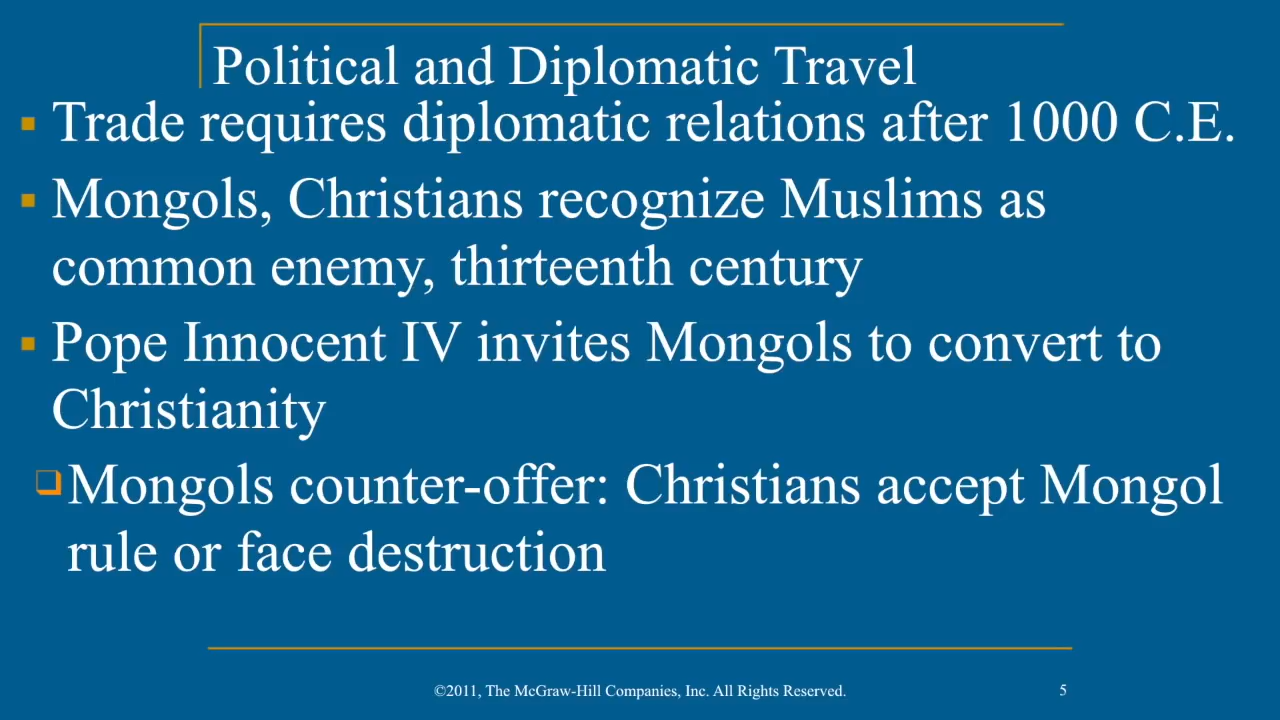 Political and Diplomatic Travel
Trade requires diplomatic relations after 1000 C.E.
Mongols, Christians recognize Muslims as
common enemy, thirteenth century
Pope Innocent IV invites Mongols to convert to
Christianity
Mongols counter-offer: Christians accept Mongol
rule or face destruction
©2011, The McGraw-Hill Companies, Inc. All Rights Reserved.
5